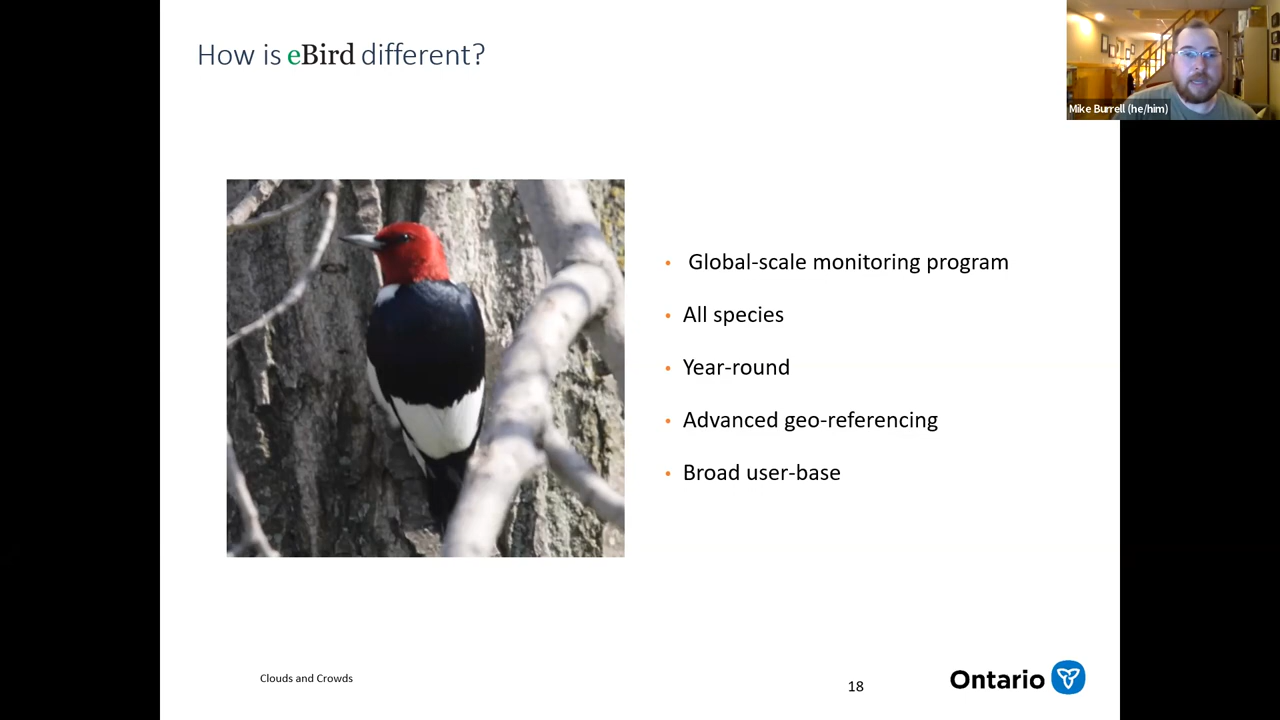 How is eBird different?
Mike Burrell (he/him)
• Global-scale monitoring program
• All species
• Year-round
• Advanced geo-referencing
• Broad user-base
Clouds and Crowds
18
Ontario